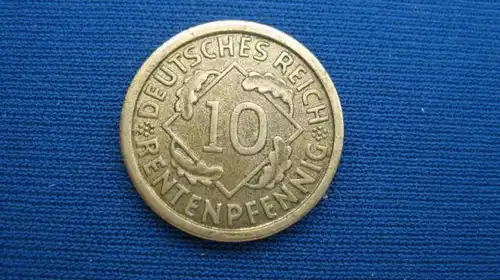 DEUTSCHES REICH
10
RENTENPFENNIG